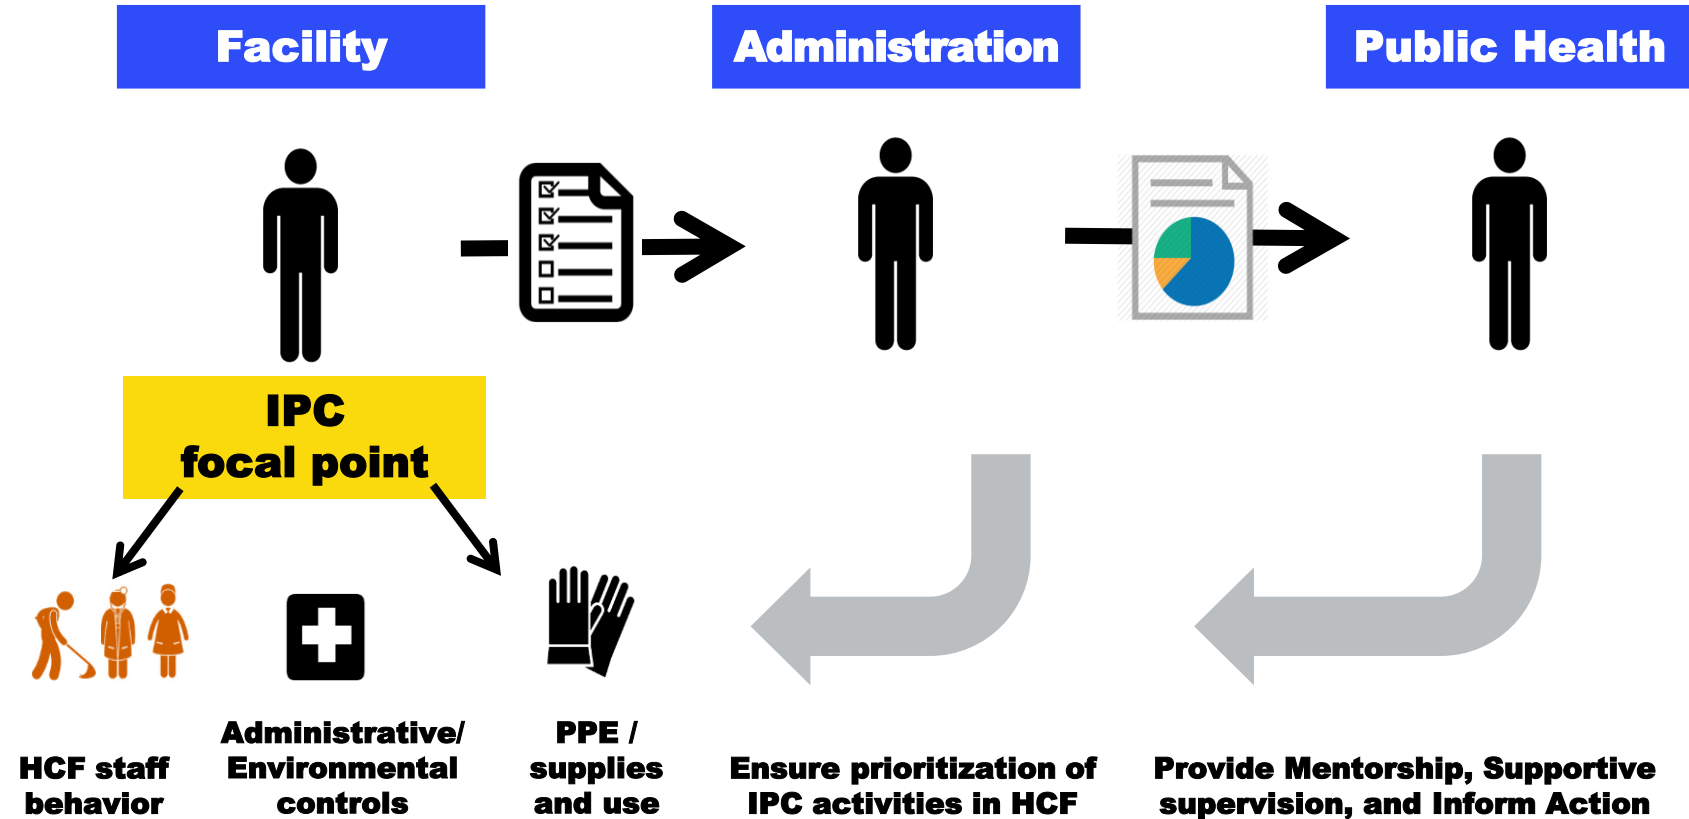 Facility
Administration
Public Health
IPC
focal point
HCF staff
behavior
Administrative/
Environmental
controls
PPE /
supplies
and use
Ensure prioritization of
IPC activities in HCF
Provide Mentorship, Supportive
supervision, and Inform Action